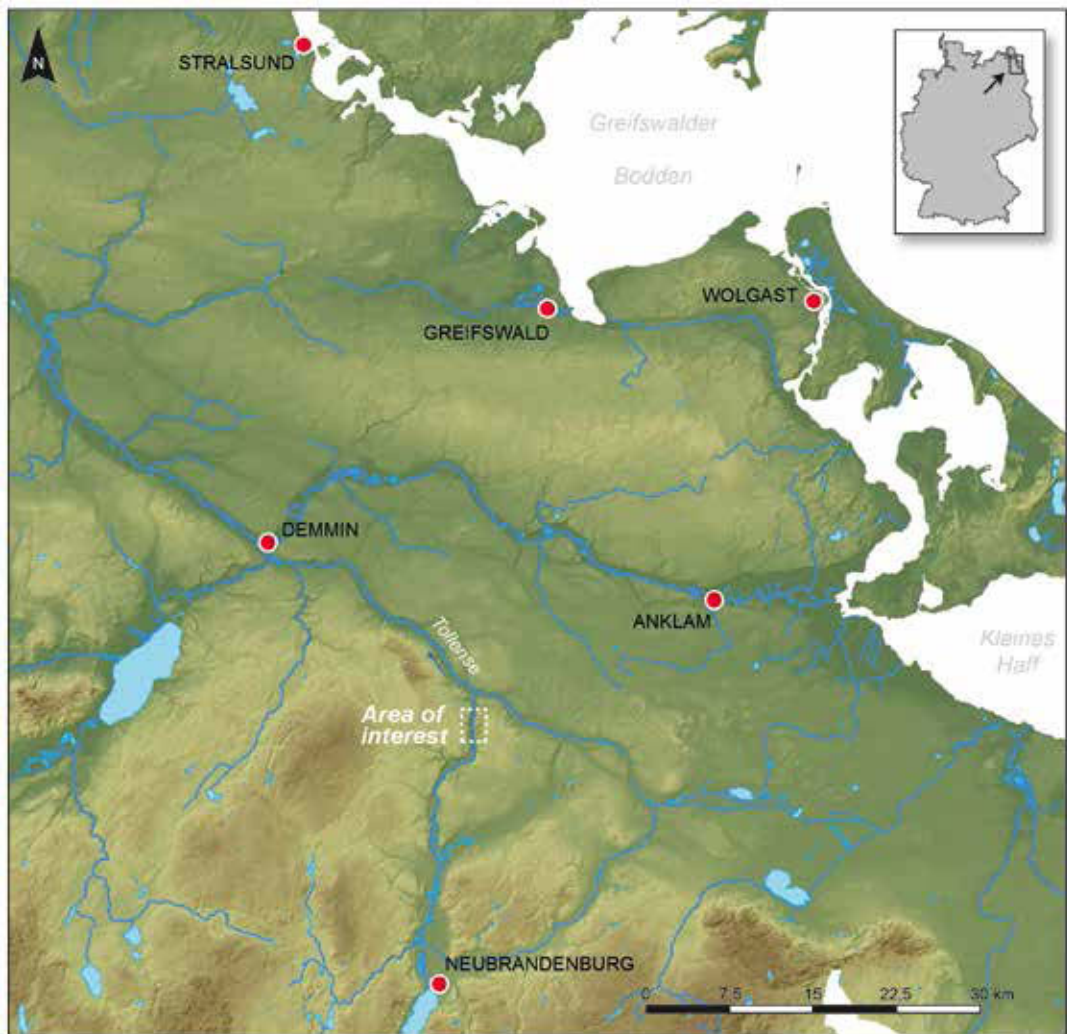 N
STRALSUND
Greifswalder
Bodden
WOLGAST
GREIFSWALD
DEMMIN
ANKLAM
Tollense
Kleines
Haff
Area of
interest
NEUBRANDENBURG
0 7,5 15 22,5 30 km